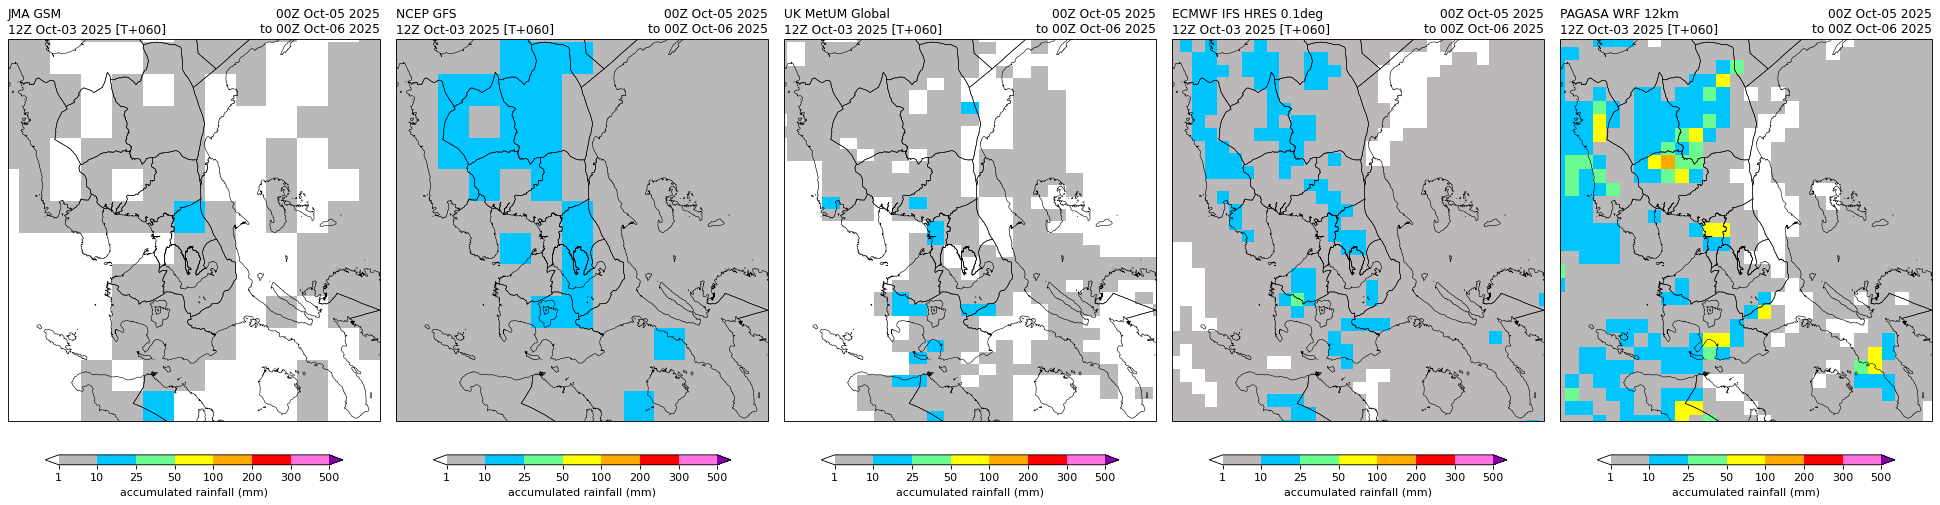 JMA GSM 00Z Oct-05 2025
12Z Oct-03 2025 [T+060] to 00Z Oct-06 2025
1 10 25 50 100 200 300 500
accumulated rainfall (mm)
NCEP GFS 00Z Oct-05 2025
12Z Oct-03 2025 [T+060] to 00Z Oct-06 2025
1 10 25 50 100 200 300 500
accumulated rainfall (mm)
UK MetUM Global 00Z Oct-05 2025
12Z Oct-03 2025 [T+060] to 00Z Oct-06 2025
1 10 25 50 100 200 300 500
accumulated rainfall (mm)
ECMWF IFS HRES 0.1deg 00Z Oct-05 2025
12Z Oct-03 2025 [T+060] to 00Z Oct-06 2025
1 10 25 50 100 200 300 500
accumulated rainfall (mm)
PAGASA WRF 12km 00Z Oct-05 2025
12Z Oct-03 2025 [T+060] to 00Z Oct-06 2025
1 10 25 50 100 200 300 500
accumulated rainfall (mm)